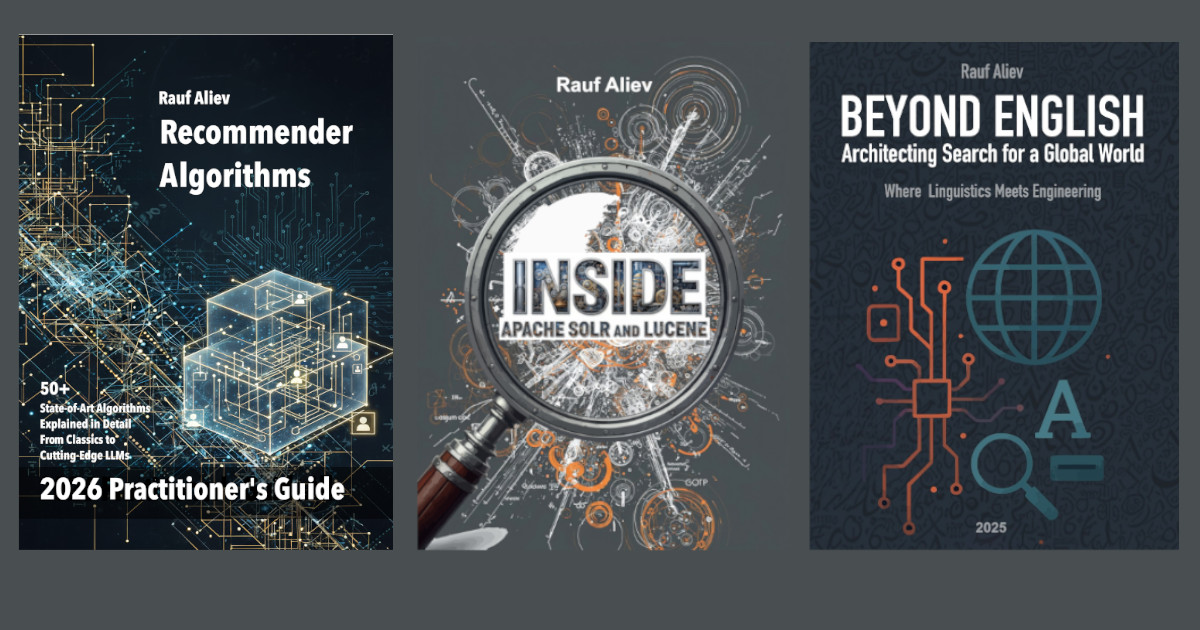 Rauf Aliev
Recommender
Algorithms
50+
State-of-Art Algorithms
Explained in Detail
From Classics to
Cutting-Edge LLMs
2026 Practitioner's Guide
Rauf Aliev
INSIDE
APACHE SOLR AND LUCENE
Rauf Aliev
BEYOND ENGLISH
Architecting Search for a Global World
Where Linguistics Meets Engineering
A
2025